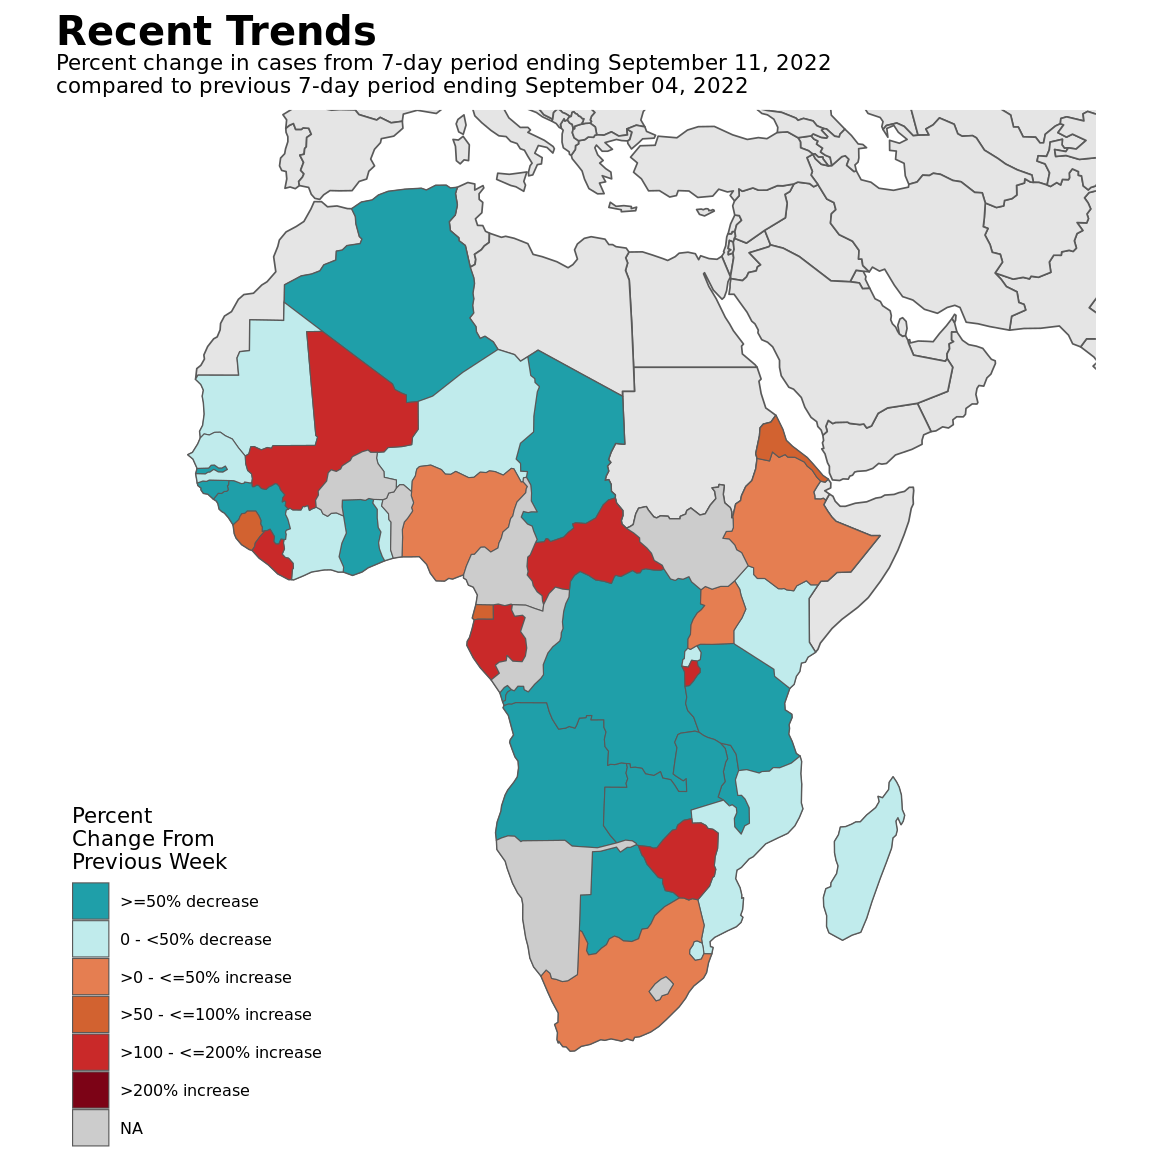 Recent Trends
Percent change in cases from 7-day period ending September 11, 2022
compared to previous 7-day period ending September 04, 2022
Percent
Change From
Previous Week
>=50% decrease
0 - <50% decrease
>0 - <=50% increase
>50 - <=100% increase
>100 - <=200% increase
>200% increase
NA